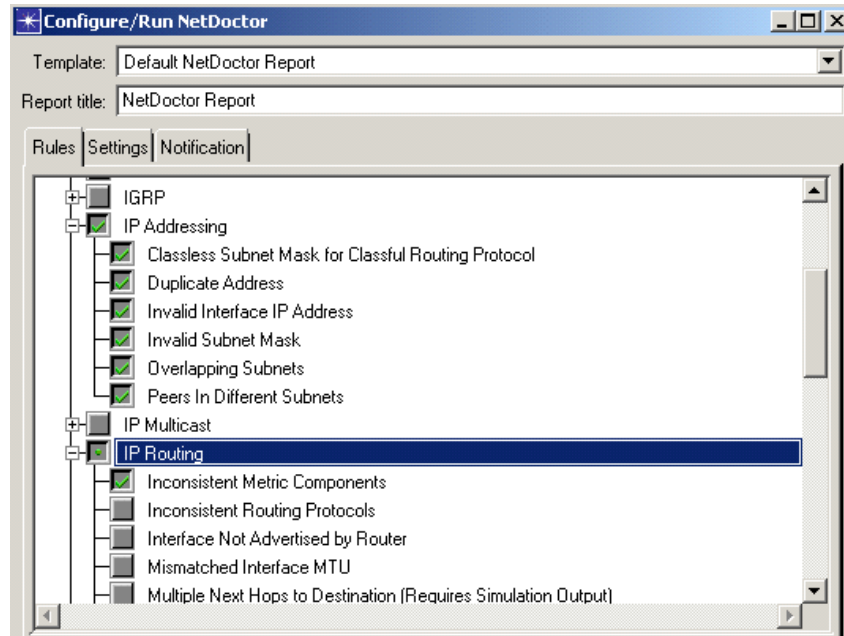 Configure/Run NetDoctor
Template: Default NetDoctor Report
Report title: NetDoctor Report
Rules Settings Notification
IGRP
IP Addressing
Classless Subnet Mask for Classful Routing Protocol
Duplicate Address
Invalid Interface IP Address
Invalid Subnet Mask
Overlapping Subnets
Peers In Different Subnets
IP Multicast
IP Routing
Inconsistent Metric Components
Inconsistent Routing Protocols
Interface Not Advertised by Router
Mismatched Interface MTU
Multiple Next Hops to Destination (Requires Simulation Output)